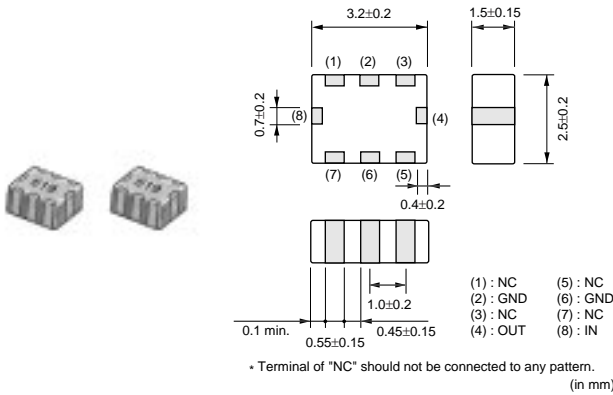 3.2±0.2
1.5±0.15
(1)
(2)
(3)
0.7±0.2
(8)
(4)
2.5±0.2
(7)
(6)
(5)
0.4±0.2
1.0±0.2
0.1 min.
0.45±0.15
0.55±0.15
(1) : NC
(2) : GND
(3) : NC
(4) : OUT
(5) : NC
(6) : GND
(7) : NC
(8) : IN
* Terminal of "NC" should not be connected to any pattern.
(in mm)